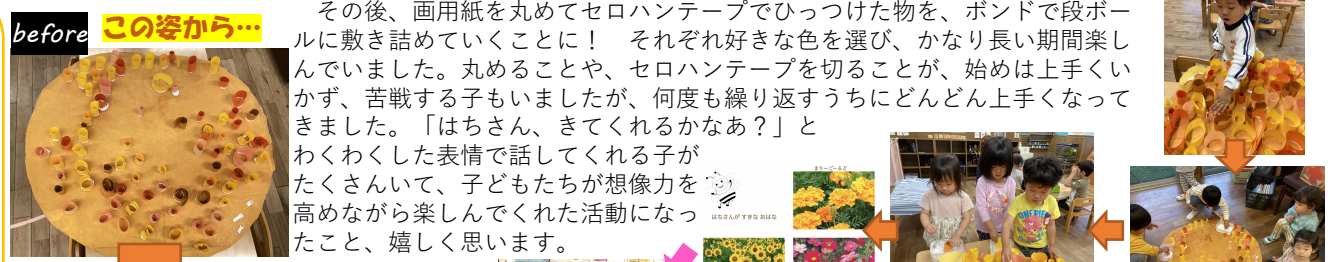 before この姿から…
その後、画用紙を丸めてセロハンテープでひっつけた物を、ボンドで段ボー
ルに敷き詰めていくことに！　それぞれ好きな色を選び、かなり長い期間楽し
んでいました。丸めることや、セロハンテープを切ることが、始めは上手くい
かず、苦戦する子もいましたが、何度も繰り返すうちにどんどん上手くなって
きました。「はちさん、きてくれるかなあ？」と
わくわくした表情で話してくれる子が
たくさんいて、子どもたちが想像力を
高めながら楽しんでくれた活動になっ
たこと、嬉しく思います。
まりーごーるど
はちさんが すきな おはな
ONE PIECE